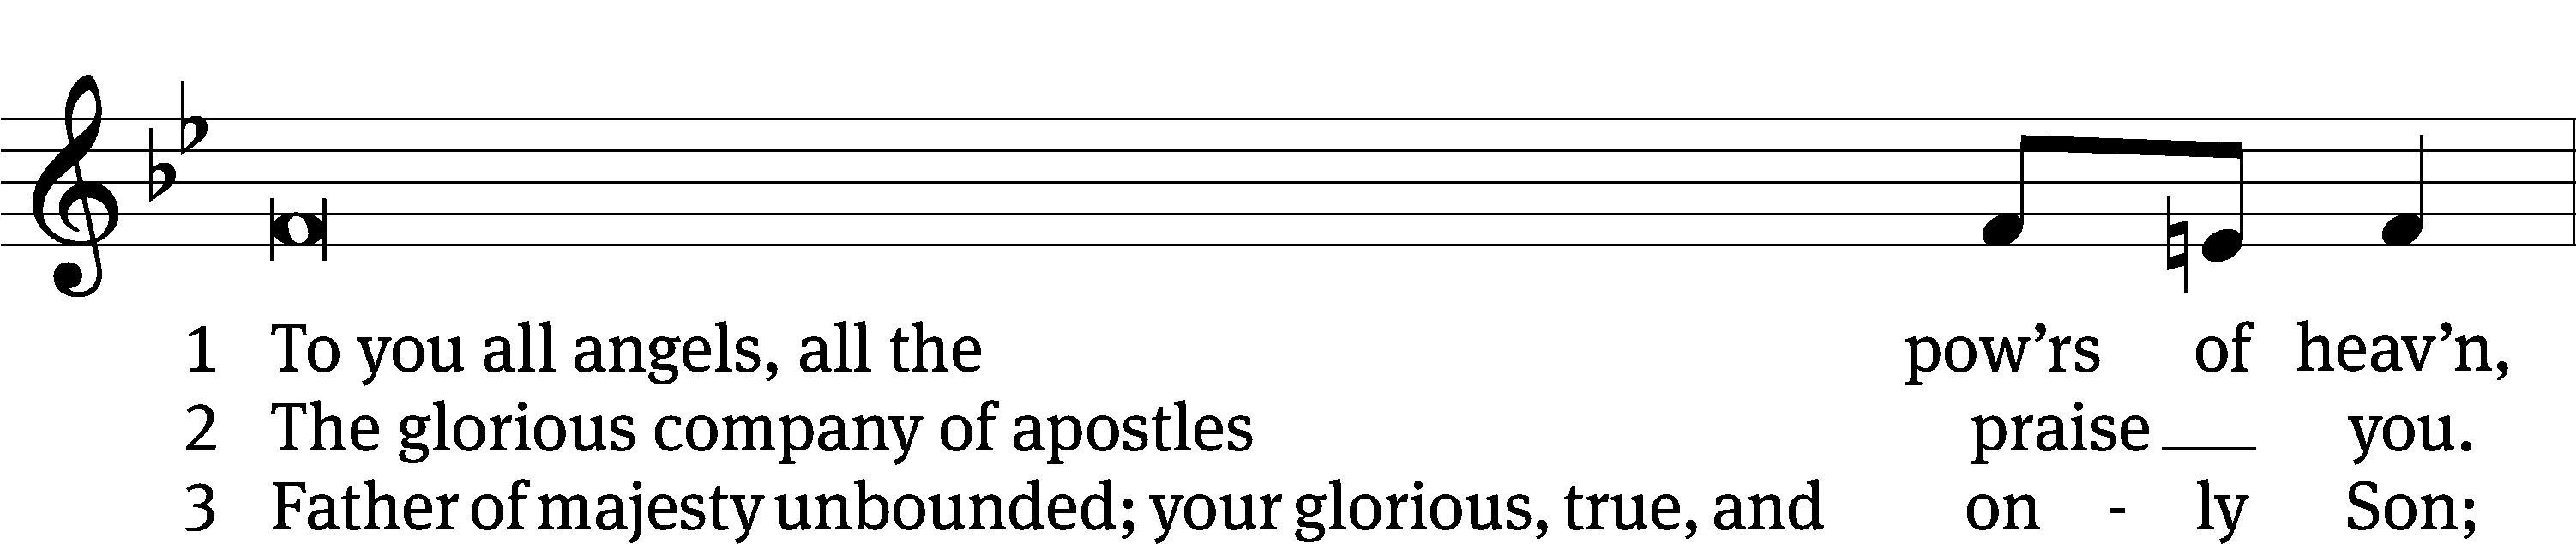 1 To you all angels, all the pow’rs of heav’n,
2 The glorious company of apostles praise you.
3 Father of majesty unbounded; your glorious, true, and on - ly Son;